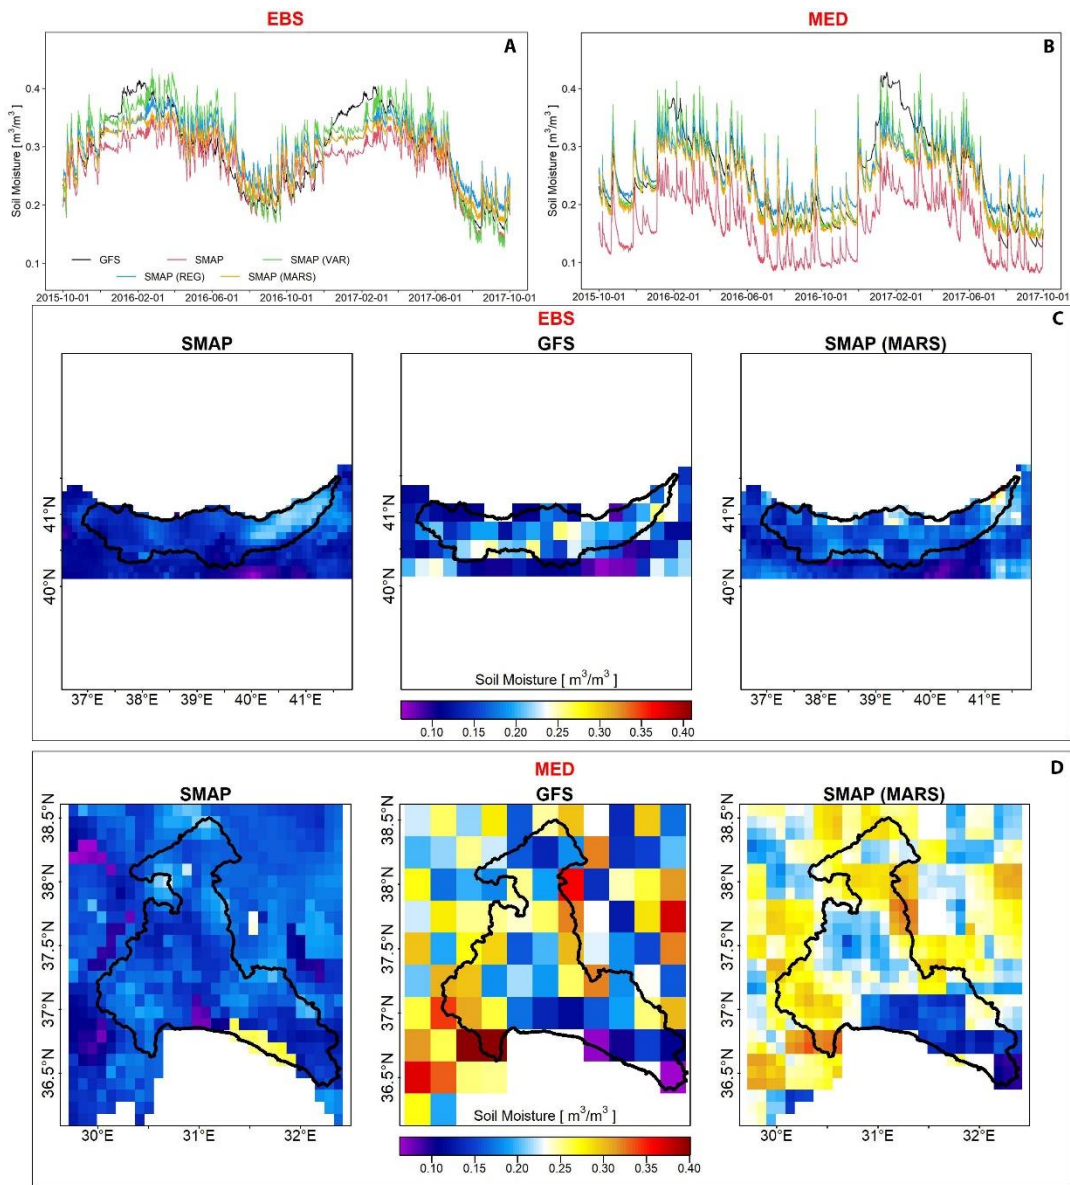 EBS
MED
A
B
Soil Moisture [ m³/m³ ]
0.4
0.3
0.2
0.1
GFS
SMAP
SMAP (VAR)
SMAP (REG)
SMAP (MARS)
2015-10-01 2016-02-01 2016-06-01 2016-10-01 2017-02-01 2017-06-01 2017-10-01
Soil Moisture [ m³/m³ ]
0.4
0.3
0.2
0.1
2015-10-01 2016-02-01 2016-06-01 2016-10-01 2017-02-01 2017-06-01 2017-10-01
EBS
C
SMAP
GFS
SMAP (MARS)
41°N
40°N
41°N
40°N
41°N
40°N
Soil Moisture [ m³/m³ ]
37°E 38°E 39°E 40°E 41°E
0.10 0.15 0.20 0.25 0.30 0.35 0.40
37°E 38°E 39°E 40°E 41°E
MED
D
SMAP
GFS
SMAP (MARS)
38.5°N
38°N
37.5°N
37°N
36.5°N
38.5°N
38°N
37.5°N
37°N
36.5°N
38.5°N
38°N
37.5°N
37°N
36.5°N
Soil Moisture [ m³/m³ ]
30°E 31°E 32°E
0.10 0.15 0.20 0.25 0.30 0.35 0.40
30°E 31°E 32°E